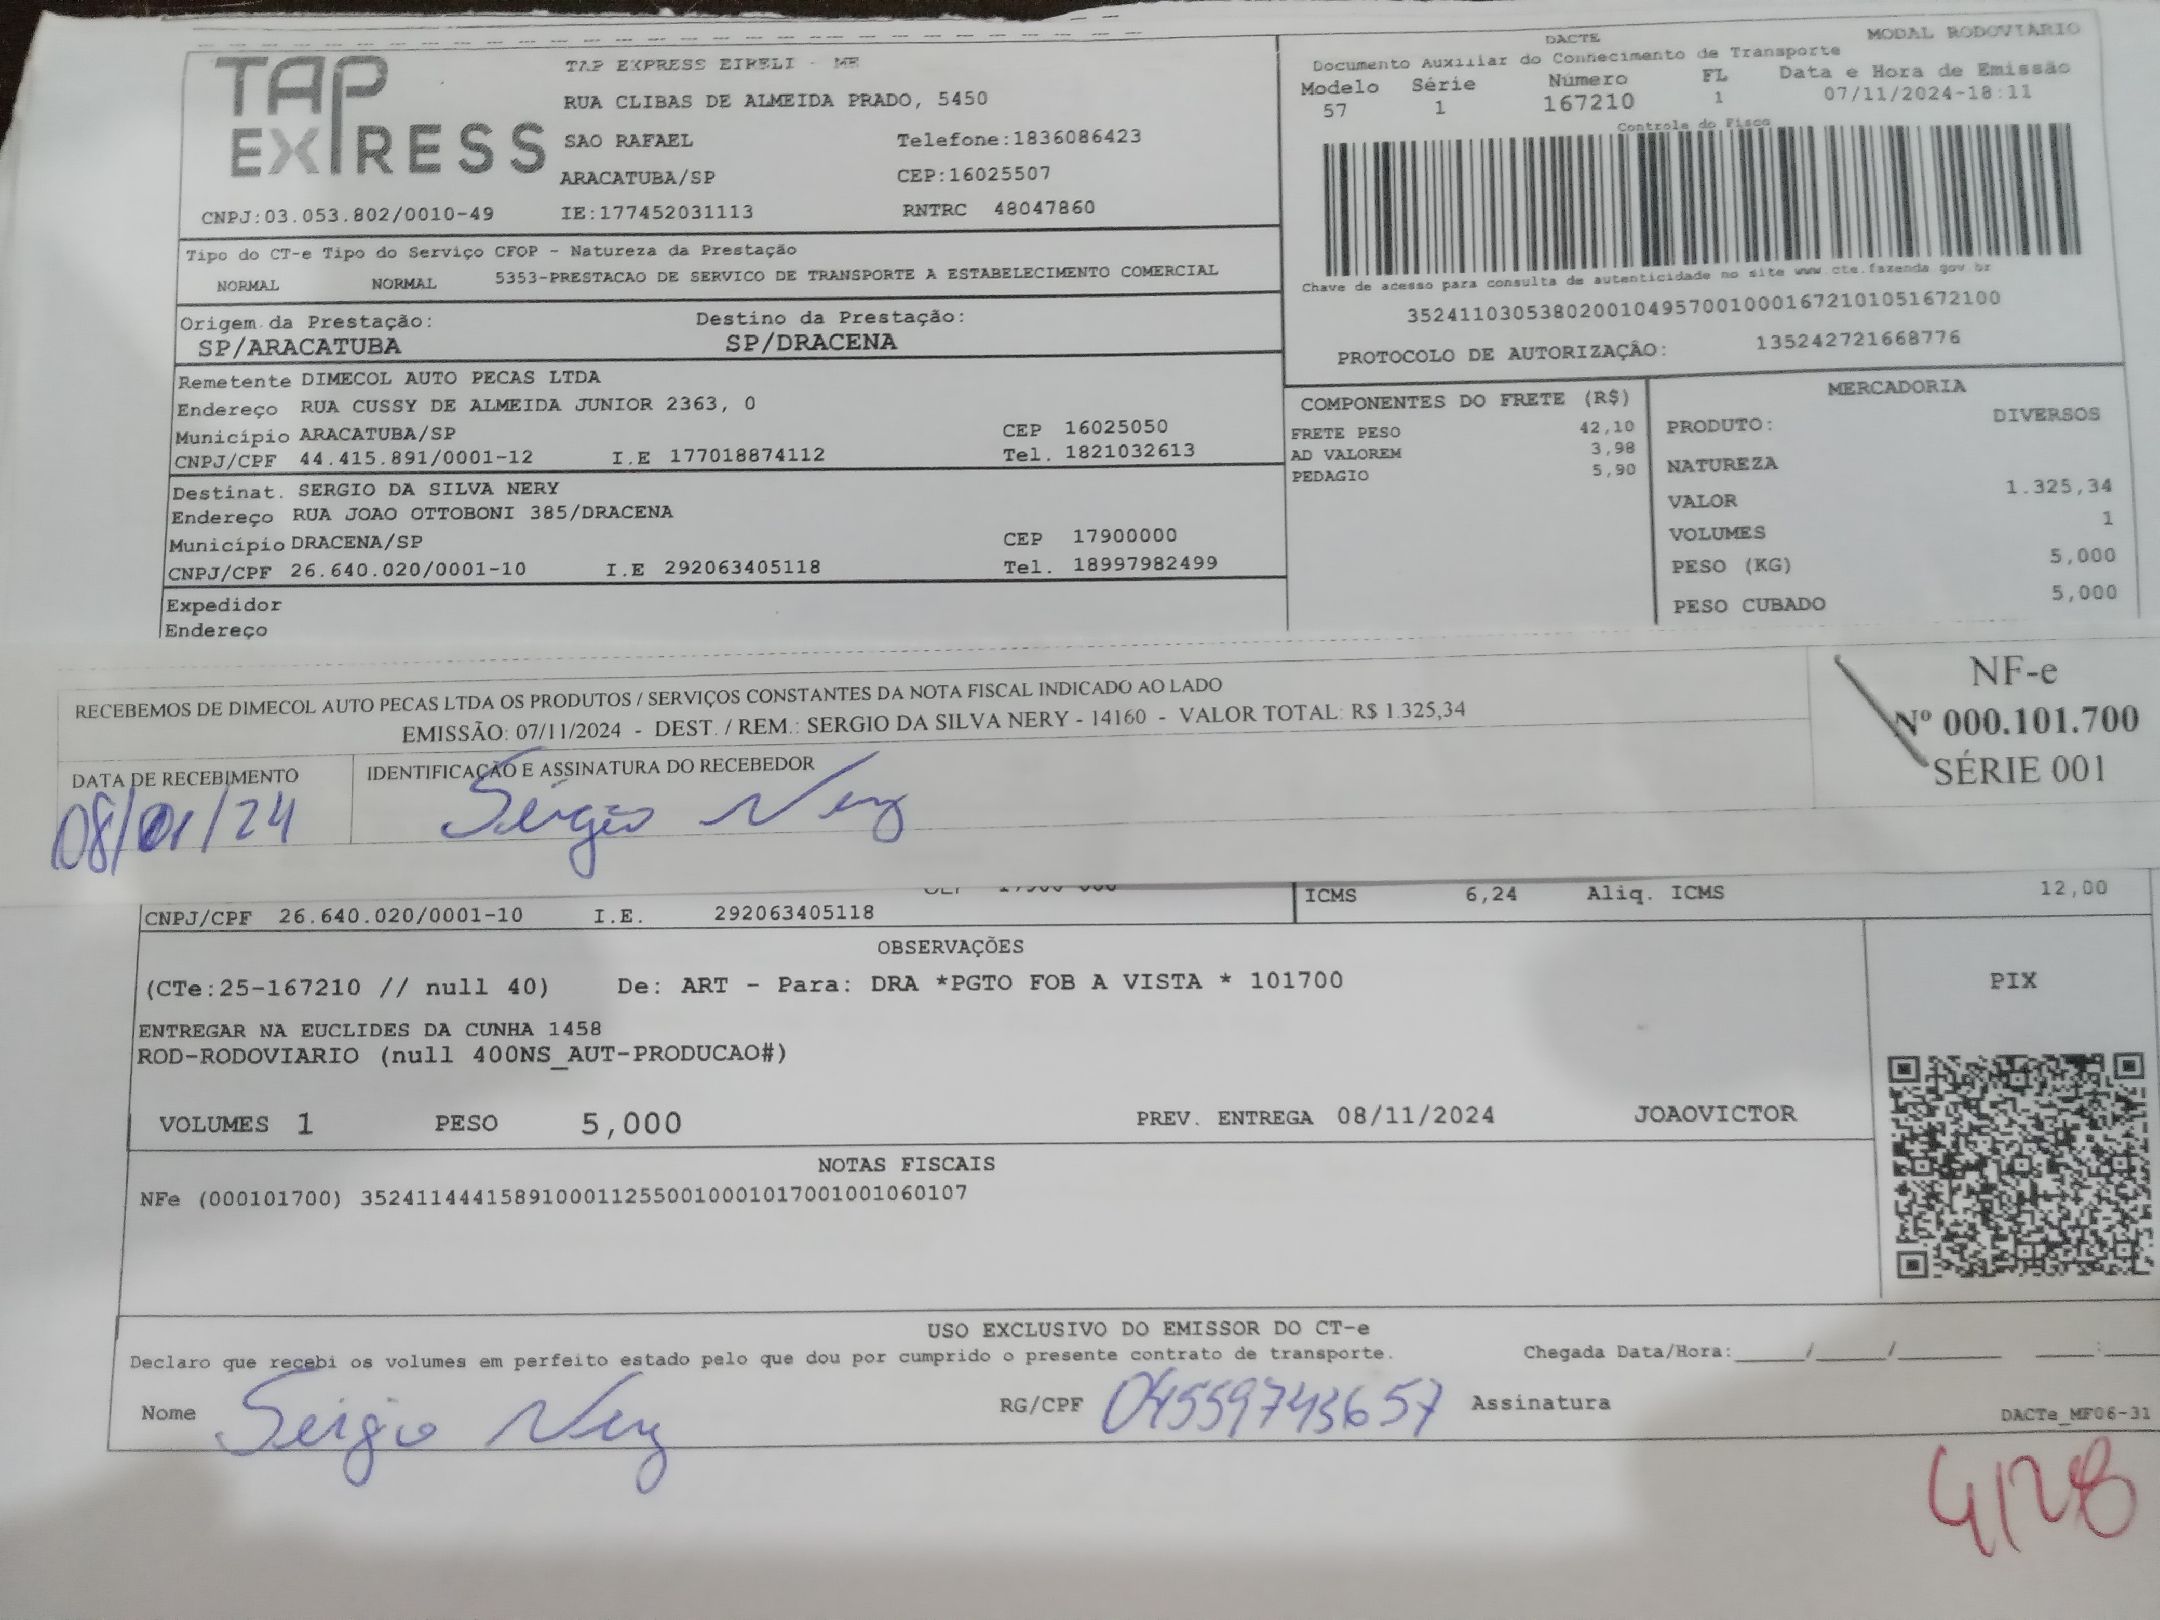 TAP EXPRESS
TAP EXPRESS EIRELI - ME
RUA CLIBAS DE ALMEIDA PRADO, 5450
SAO RAFAEL Telefone:1836086423
ARACATUBA/SP CEP:16025507
CNPJ:03.053.802/0010-49 IE:177452031113 RNTRC 48047860
DACTE MODAL RODOVIARIO
Documento Auxiliar do Conhecimento de Transporte
Modelo Série Número FL Data e Hora de Emissão
57 1 167210 1 07/11/2024-18:11
Controle do Fisco
Chave de acesso para consulta de autenticidade no site www.cte.fazenda.gov.br
35241103053802001049570010001672101051672100
PROTOCOLO DE AUTORIZAÇÃO: 135242721668776
Tipo do CT-e Tipo do Serviço CFOP - Natureza da Prestação
NORMAL NORMAL 5353-PRESTACAO DE SERVICO DE TRANSPORTE A ESTABELECIMENTO COMERCIAL
Origem da Prestação: Destino da Prestação:
SP/ARACATUBA SP/DRACENA
Remetente DIMECOL AUTO PECAS LTDA
Endereço RUA CUSSY DE ALMEIDA JUNIOR 2363, 0
Município ARACATUBA/SP CEP 16025050
CNPJ/CPF 44.415.891/0001-12 I.E 177018874112 Tel. 1821032613
Destinat. SERGIO DA SILVA NERY
Endereço RUA JOAO OTTOBONI 385/DRACENA
Município DRACENA/SP CEP 17900000
CNPJ/CPF 26.640.020/0001-10 I.E 292063405118 Tel. 18997982499
Expedidor
Endereço
COMPONENTES DO FRETE (R$)
FRETE PESO 42,10
AD VALOREM 3,98
PEDAGIO 5,90
MERCADORIA
PRODUTO: DIVERSOS
NATUREZA
VALOR 1.325,34
VOLUMES 1
PESO (KG) 5,000
PESO CUBADO 5,000
RECEBEMOS DE DIMECOL AUTO PECAS LTDA OS PRODUTOS / SERVIÇOS CONSTANTES DA NOTA FISCAL INDICADO AO LADO
EMISSÃO: 07/11/2024 - DEST. / REM.: SERGIO DA SILVA NERY - 14160 - VALOR TOTAL: R$ 1.325,34
DATA DE RECEBIMENTO IDENTIFICAÇÃO E ASSINATURA DO RECEBEDOR
08/01/24 Sérgio Nery
NF-e
Nº 000.101.700
SÉRIE 001
CNPJ/CPF 26.640.020/0001-10 I.E. 292063405118
ICMS 6,24 Aliq. ICMS 12,00
OBSERVAÇÕES
(CTe:25-167210 // null 40) De: ART - Para: DRA *PGTO FOB A VISTA * 101700
ENTREGAR NA EUCLIDES DA CUNHA 1458
ROD-RODOVIARIO (null 400NS_AUT-PRODUCAO#)
VOLUMES 1 PESO 5,000 PREV. ENTREGA 08/11/2024 JOAOVICTOR
PIX
NOTAS FISCAIS
NFe (000101700) 35241144415891000112550010001017001001060107
USO EXCLUSIVO DO EMISSOR DO CT-e
Declaro que recebi os volumes em perfeito estado pelo que dou por cumprido o presente contrato de transporte. Chegada Data/Hora:____/____/____ ___:___
Nome Sérgio Nery RG/CPF 04559743657 Assinatura
DACTe_MF06-31